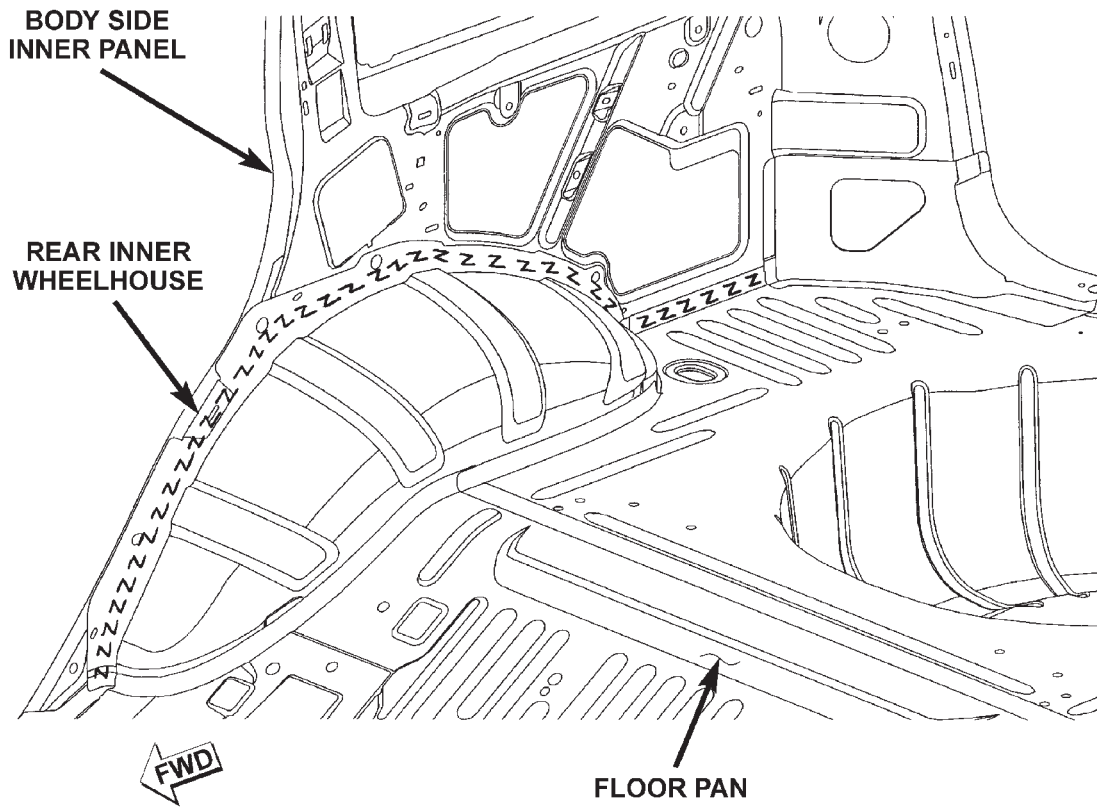 BODY SIDE
INNER PANEL
REAR INNER
WHEELHOUSE
FWD
FLOOR PAN